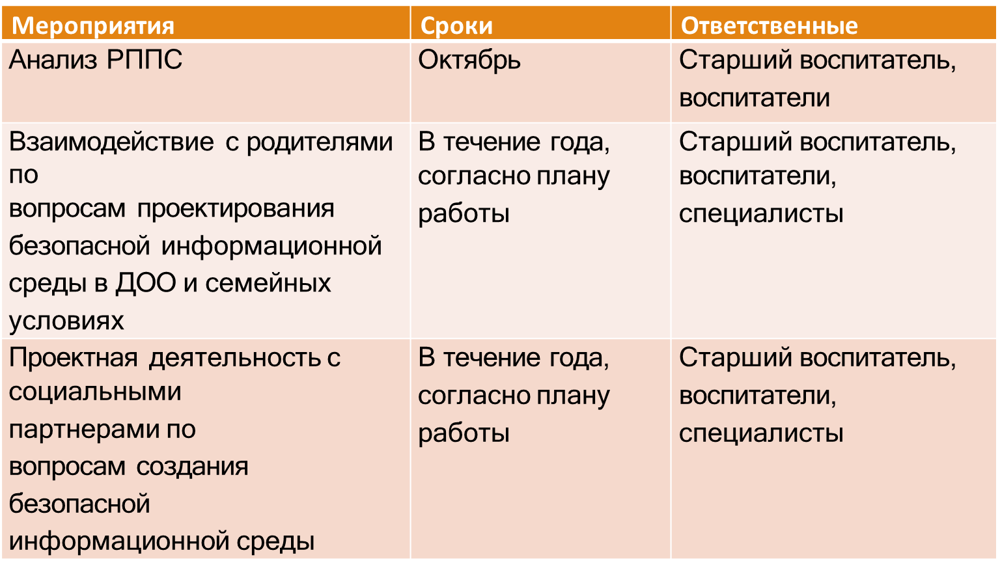 Мероприятия
Сроки
Ответственные
Анализ РППС
Октябрь
Старший воспитатель,
воспитатели
Взаимодействие с родителями
по
вопросам проектирования
безопасной информационной
среды в ДОО и семейных
условиях
В течение года,
согласно плану
работы
Старший воспитатель,
воспитатели,
специалисты
Проектная деятельность с
социальными
партнерами по
вопросам создания
безопасной
информационной среды
В течение года,
согласно плану
работы
Старший воспитатель,
воспитатели,
специалисты